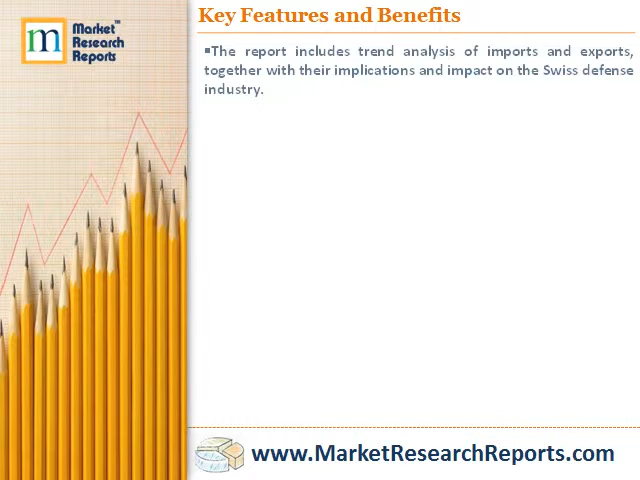 m
Market™
Research
Reports
Key Features and Benefits
▪The report includes trend analysis of imports and exports,
together with their implications and impact on the Swiss defense
industry.
www.MarketResearchReports.com